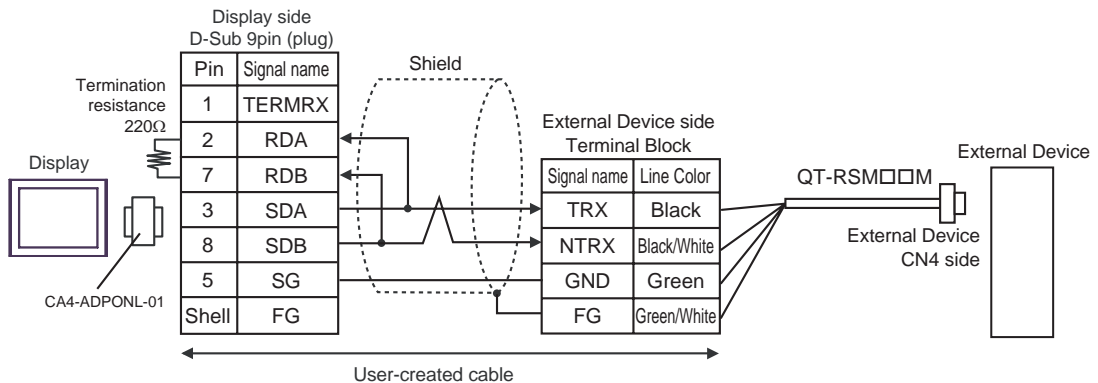 Display side
D-Sub 9pin (plug)
Pin Signal name
1 TERMRX
2 RDA
7 RDB
3 SDA
8 SDB
5 SG
Shell FG
Termination
resistance
220Ω
Display
CA4-ADPONL-01
Shield
External Device side
Terminal Block
Signal name Line Color
TRX Black
NTRX Black/White
GND Green
FG Green/White
QT-RSM□□M
External Device
CN4 side
External Device
User-created cable